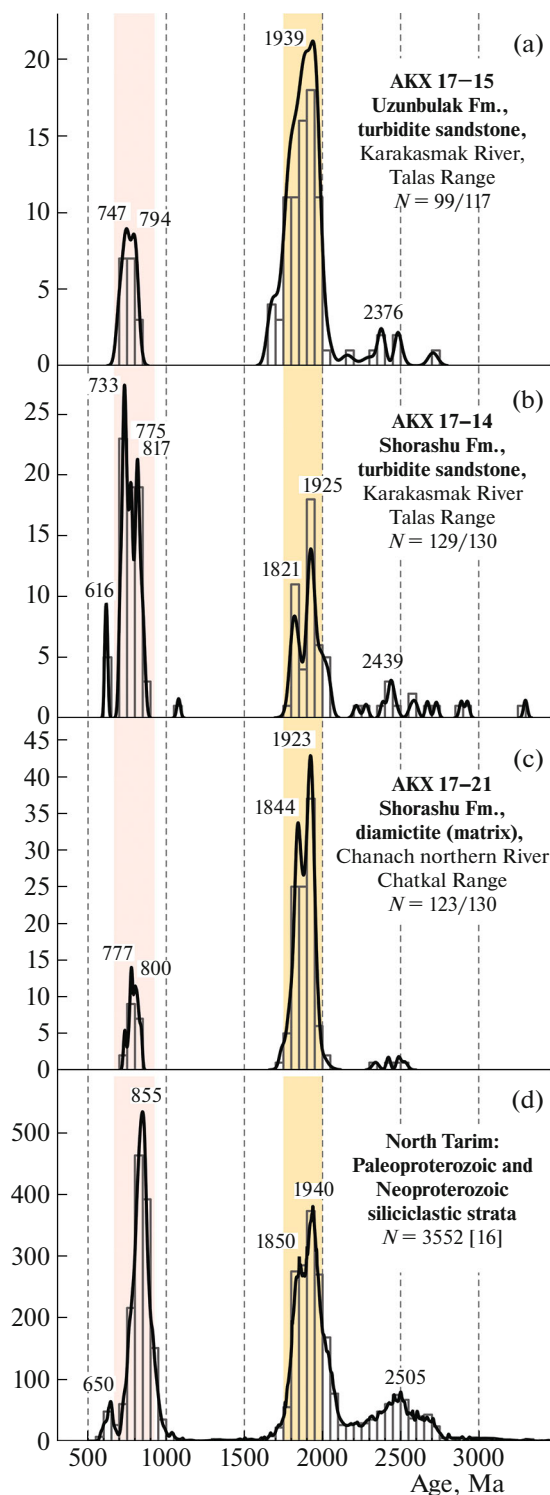 (a)
20
15
10
5
0
1939
747
794
2376
AKX 17−15
Uzunbulak Fm.,
turbidite sandstone,
Karakasmak River,
Talas Range
N = 99/117
(b)
25
20
15
10
5
0
733
775
817
616
1925
1821
2439
AKX 17−14
Shorashu Fm.,
turbidite sandstone,
Karakasmak River
Talas Range
N = 129/130
(c)
45
40
35
30
25
20
15
10
5
0
1923
1844
777
800
AKX 17−21
Shorashu Fm.,
diamictite (matrix),
Chanach northern River
Chatkal Range
N = 123/130
(d)
500
400
300
200
100
0
855
1940
1850
650
2505
North Tarim:
Paleoproterozoic and
Neoproterozoic
siliciclastic strata
N = 3552 [16]
500 1000 1500 2000 2500 3000
Age, Ma